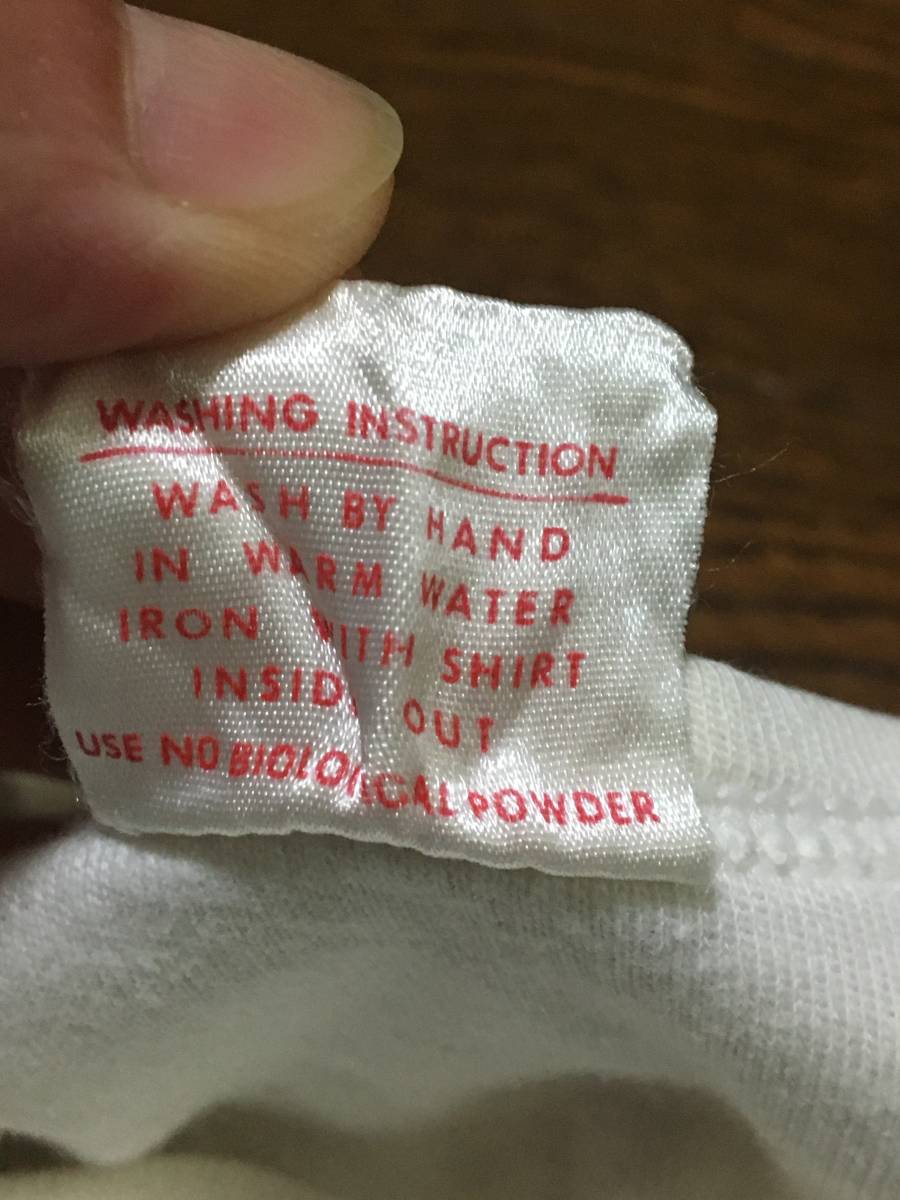 WASHING INSTRUCTION
WASH BY HAND
IN WARM WATER
IRON WITH SHIRT
INSIDE OUT
USE NO BIOLOGICAL POWDER